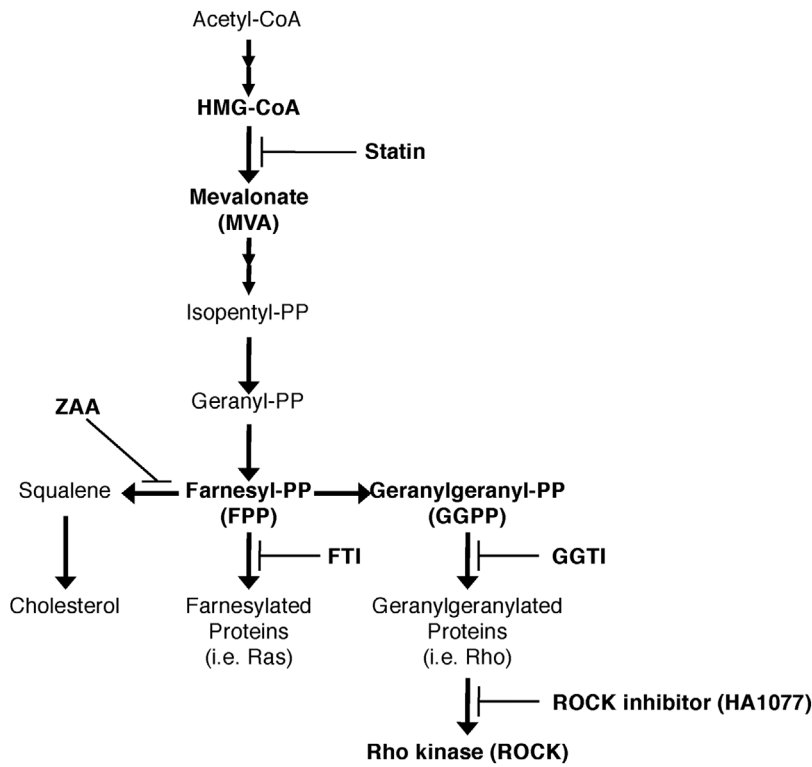 Acetyl-CoA
HMG-CoA
Statin
Mevalonate
(MVA)
Isopentyl-PP
Geranyl-PP
ZAA
Squalene
Farnesyl-PP
(FPP)
Geranylgeranyl-PP
(GGPP)
FTI
GGTI
Cholesterol
Farnesylated
Proteins
(i.e. Ras)
Geranylgeranylated
Proteins
(i.e. Rho)
ROCK inhibitor (HA1077)
Rho kinase (ROCK)